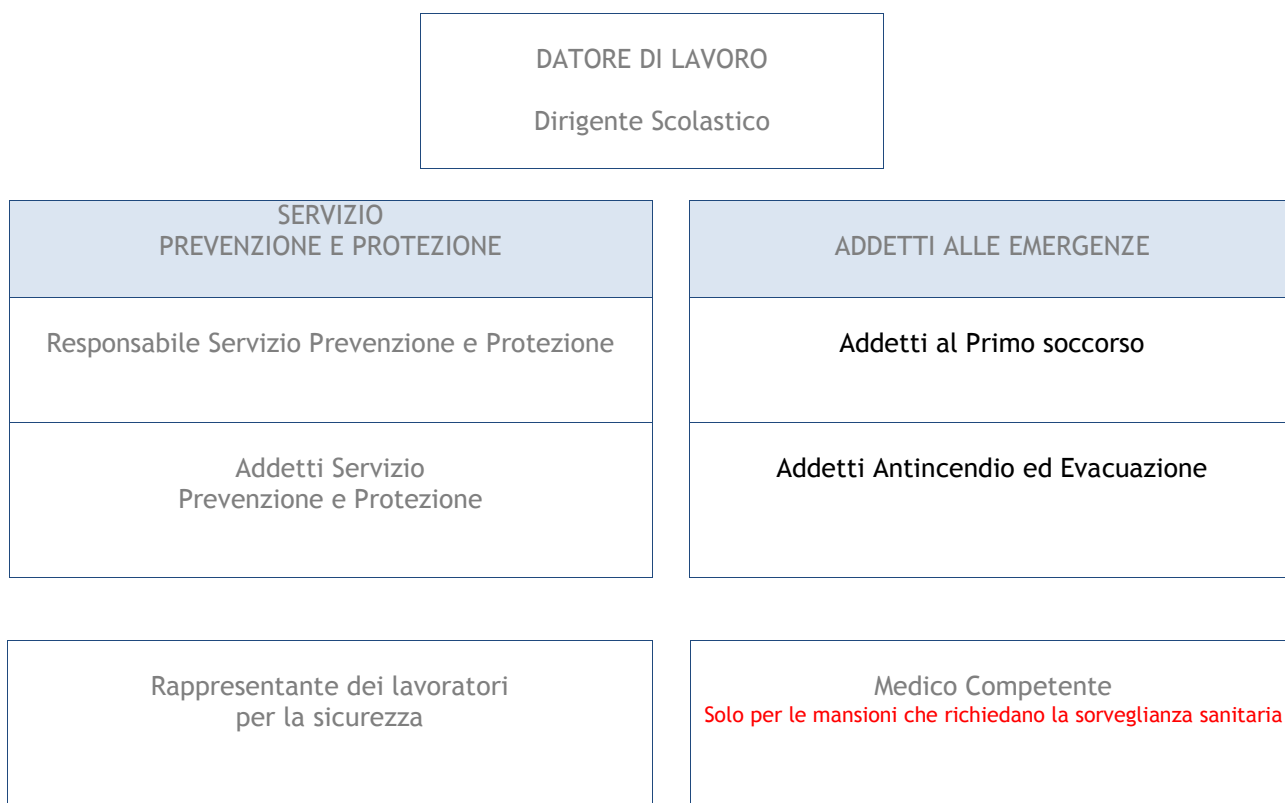 DATORE DI LAVORO
Dirigente Scolastico
SERVIZIO
PREVENZIONE E PROTEZIONE
Responsabile Servizio Prevenzione e Protezione
Addetti Servizio
Prevenzione e Protezione
ADDETTI ALLE EMERGENZE
Addetti al Primo soccorso
Addetti Antincendio ed Evacuazione
Rappresentante dei lavoratori
per la sicurezza
Medico Competente
Solo per le mansioni che richiedano la sorveglianza sanitaria